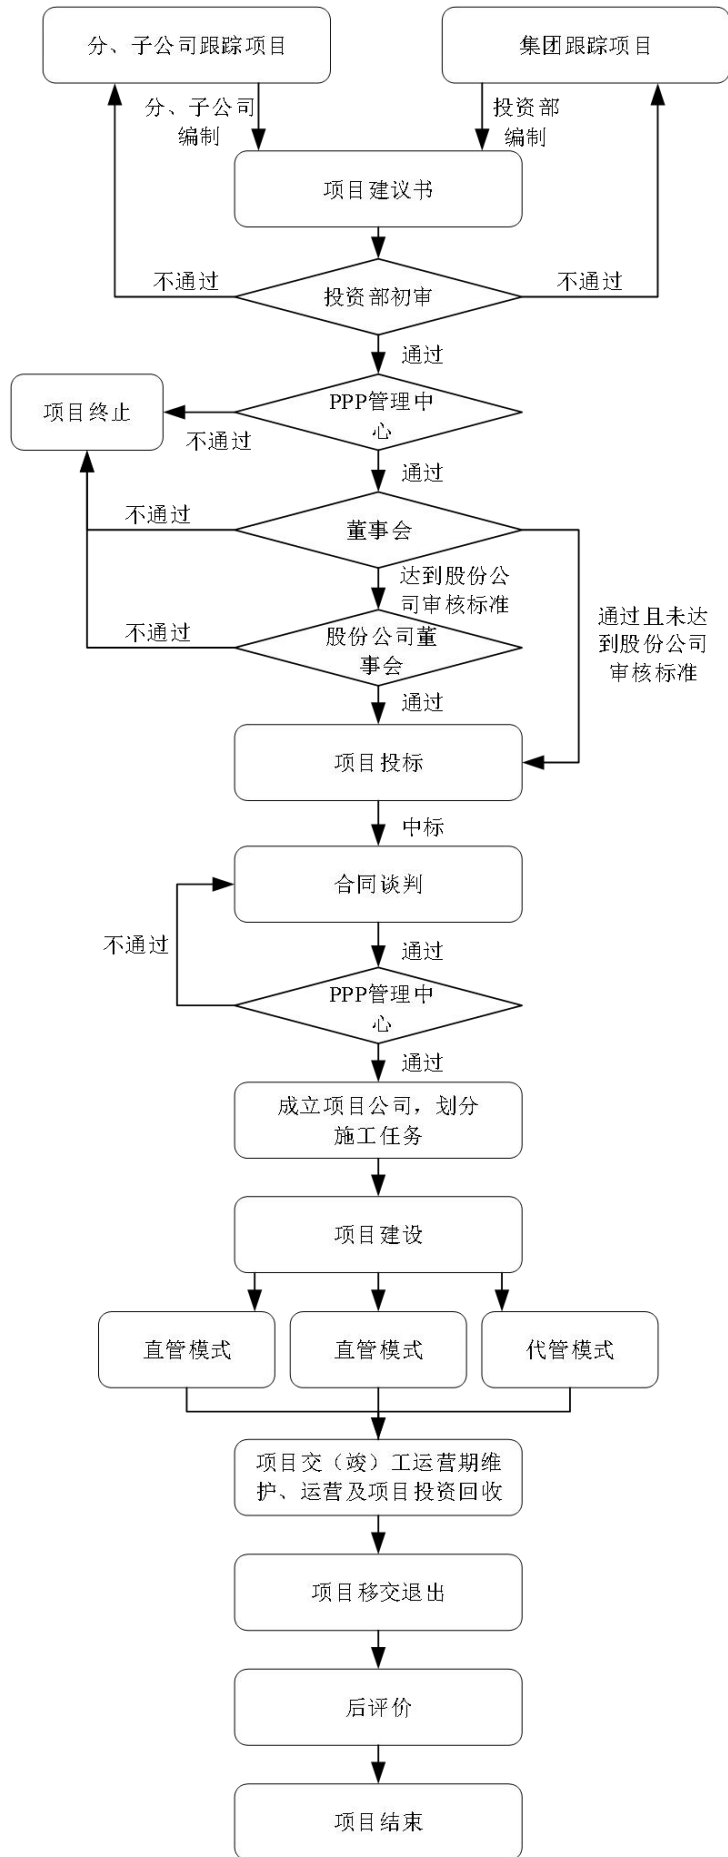 分、子公司跟踪项目
集团跟踪项目
分、子公司
编制
投资部
编制
项目建议书
不通过
投资部初审
不通过
通过
项目终止
PPP管理中
心
不通过
通过
不通过
董事会
达到股份公
司审核标准
通过且未达
到股份公司
审核标准
不通过
股份公司董
事会
通过
项目投标
中标
合同谈判
不通过
通过
PPP管理中
心
通过
成立项目公司，划分
施工任务
项目建设
直管模式
直管模式
代管模式
项目交（竣）工运营期维
护、运营及项目投资回收
项目移交退出
后评价
项目结束